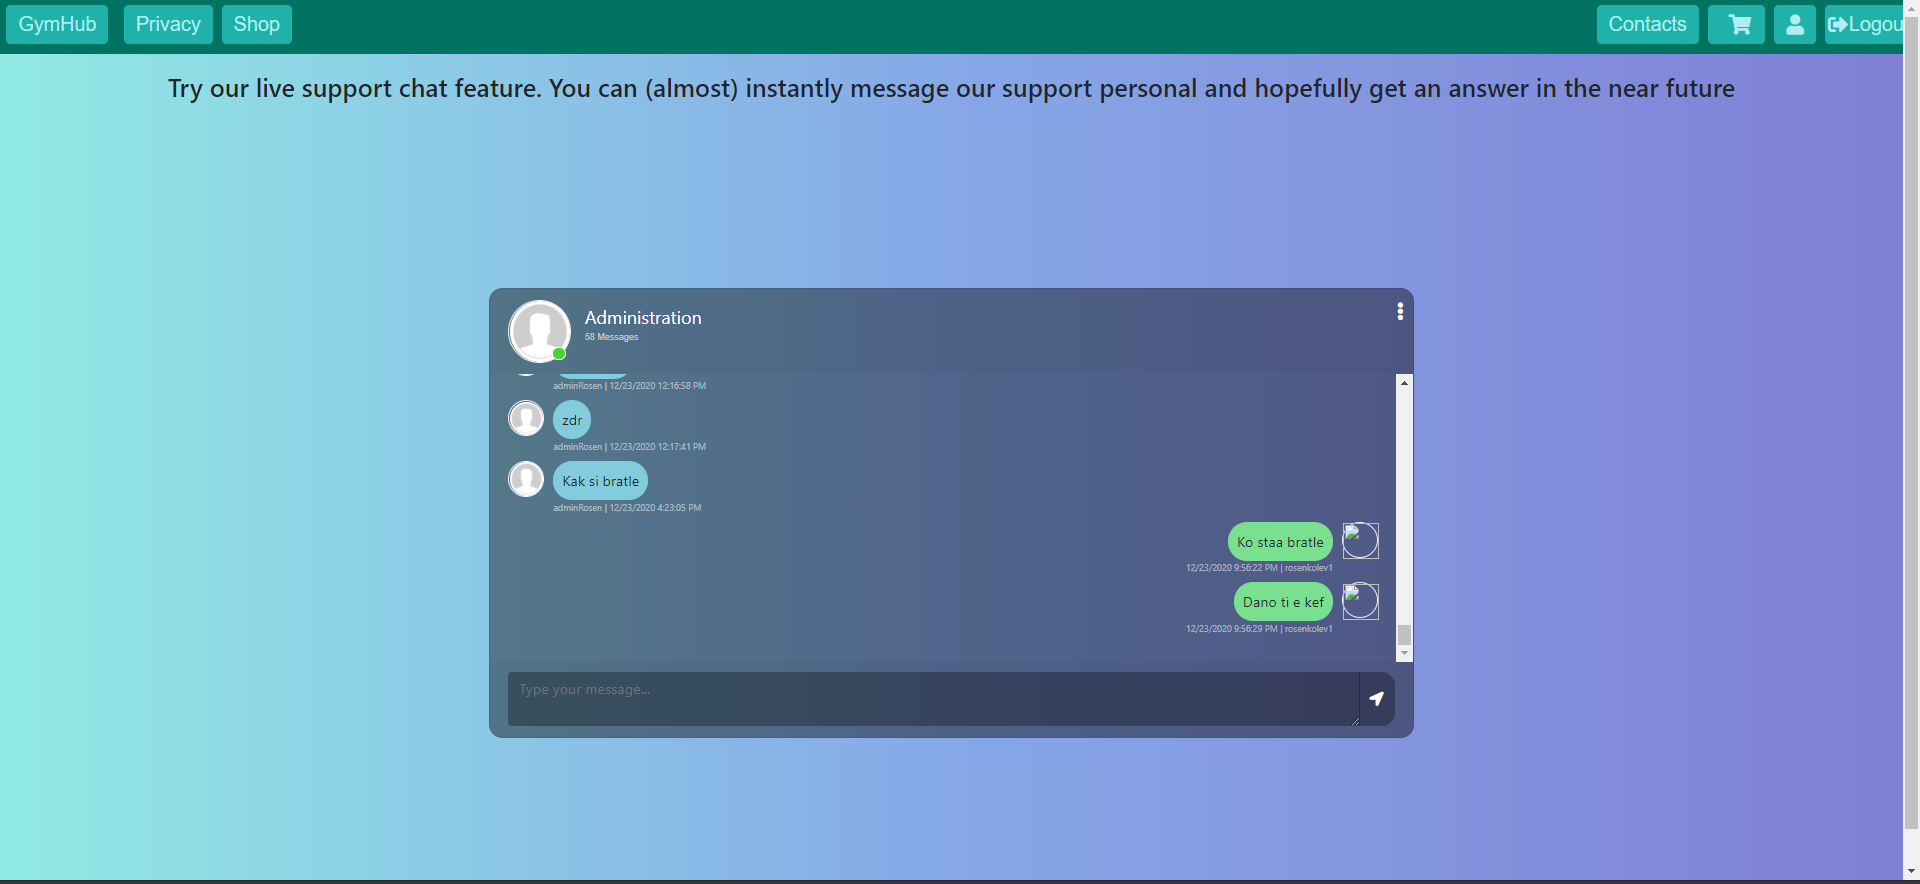 GymHub Privacy Shop Contacts Logou
Try our live support chat feature. You can (almost) instantly message our support personal and hopefully get an answer in the near future
Administration
58 Messages
adminRosen | 12/23/2020 12:16:58 PM
zdr
adminRosen | 12/23/2020 12:17:41 PM
Kak si bratle
adminRosen | 12/23/2020 4:23:05 PM
Ko staa bratle
12/23/2020 9:56:22 PM | rosenkolev1
Dano ti e kef
12/23/2020 9:56:29 PM | rosenkolev1
Type your message...